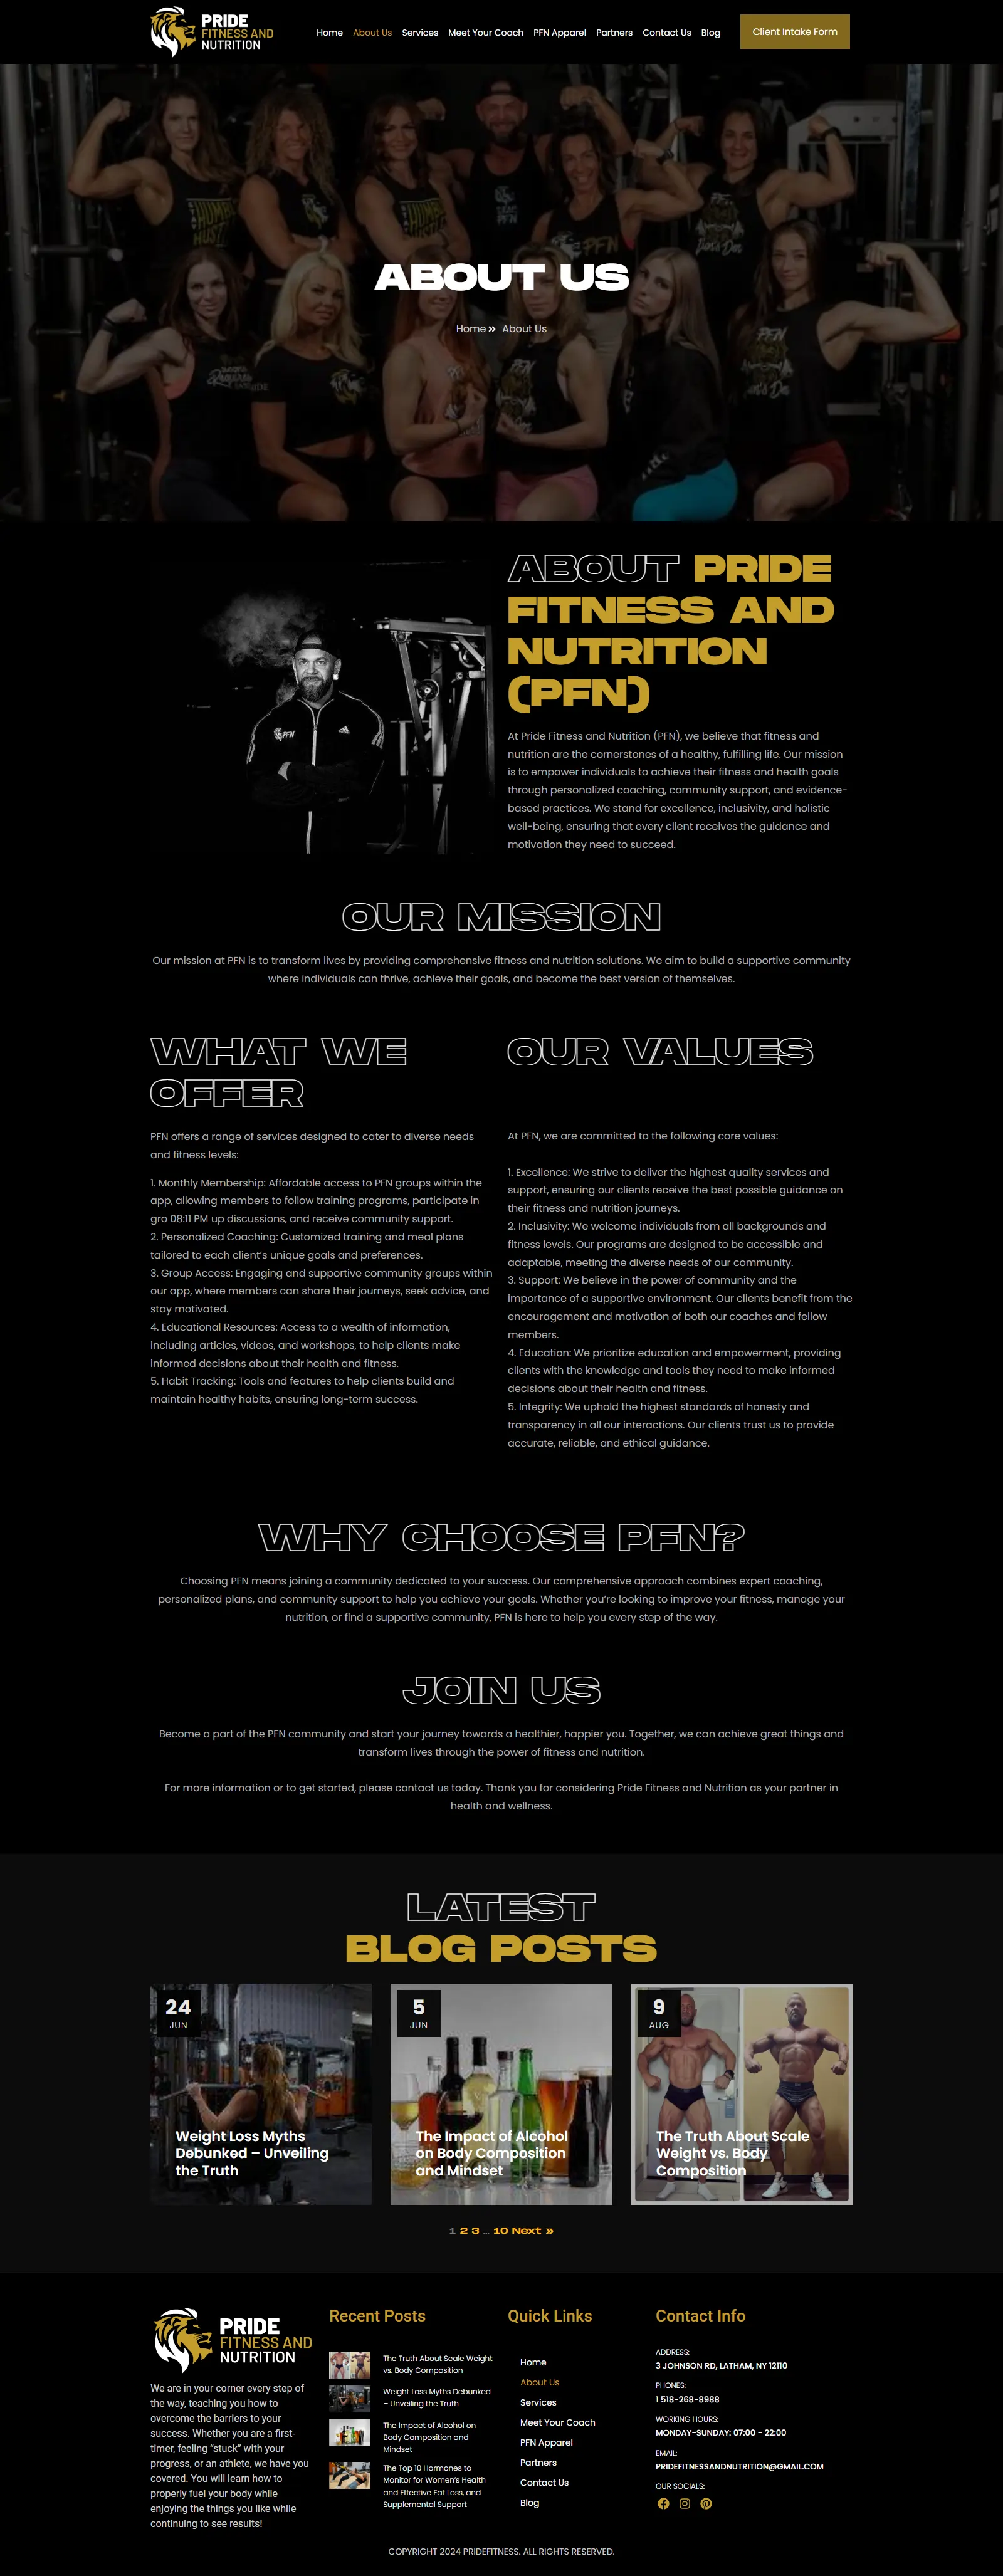 PRIDE
FITNESS AND
NUTRITION
Home About Us Services Meet Your Coach PFN Apparel Partners Contact Us Blog
Client Intake Form
HUMBLE
HUSTLE
PFN
ABOUT US
Home » About Us
ABOUT PRIDE
FITNESS AND
NUTRITION
(PFN)
PFN
At Pride Fitness and Nutrition (PFN), we believe that fitness and
nutrition are the cornerstones of a healthy, fulfilling life. Our mission
is to empower individuals to achieve their fitness and health goals
through personalized coaching, community support, and evidence-
based practices. We stand for excellence, inclusivity, and holistic
well-being, ensuring that every client receives the guidance and
motivation they need to succeed.
OUR MISSION
Our mission at PFN is to transform lives by providing comprehensive fitness and nutrition solutions. We aim to build a supportive community
where individuals can thrive, achieve their goals, and become the best version of themselves.
WHAT WE
OFFER
PFN offers a range of services designed to cater to diverse needs
and fitness levels:
1. Monthly Membership: Affordable access to PFN groups within the
app, allowing members to follow training programs, participate in
gro 08:11 PM up discussions, and receive community support.
2. Personalized Coaching: Customized training and meal plans
tailored to each client's unique goals and preferences.
3. Group Access: Engaging and supportive community groups within
our app, where members can share their journeys, seek advice, and
stay motivated.
4. Educational Resources: Access to a wealth of information,
including articles, videos, and workshops, to help clients make
informed decisions about their health and fitness.
5. Habit Tracking: Tools and features to help clients build and
maintain healthy habits, ensuring long-term success.
OUR VALUES
At PFN, we are committed to the following core values:
1. Excellence: We strive to deliver the highest quality services and
support, ensuring our clients receive the best possible guidance on
their fitness and nutrition journeys.
2. Inclusivity: We welcome individuals from all backgrounds and
fitness levels. Our programs are designed to be accessible and
adaptable, meeting the diverse needs of our community.
3. Support: We believe in the power of community and the
importance of a supportive environment. Our clients benefit from the
encouragement and motivation of both our coaches and fellow
members.
4. Education: We prioritize education and empowerment, providing
clients with the knowledge and tools they need to make informed
decisions about their health and fitness.
5. Integrity: We uphold the highest standards of honesty and
transparency in all our interactions. Our clients trust us to provide
accurate, reliable, and ethical guidance.
WHY CHOOSE PFN?
Choosing PFN means joining a community dedicated to your success. Our comprehensive approach combines expert coaching,
personalized plans, and community support to help you achieve your goals. Whether you're looking to improve your fitness, manage your
nutrition, or find a supportive community, PFN is here to help you every step of the way.
JOIN US
Become a part of the PFN community and start your journey towards a healthier, happier you. Together, we can achieve great things and
transform lives through the power of fitness and nutrition.
For more information or to get started, please contact us today. Thank you for considering Pride Fitness and Nutrition as your partner in
health and wellness.
LATEST
BLOG POSTS
24
JUN
Weight Loss Myths
Debunked – Unveiling
the Truth
5
JUN
The Impact of Alcohol
on Body Composition
and Mindset
9
AUG
The Truth About Scale
Weight vs. Body
Composition
1 2 3 … 10 Next »
PRIDE
FITNESS AND
NUTRITION
We are in your corner every step of
the way, teaching you how to
overcome the barriers to your
success. Whether you are a first-
timer, feeling "stuck" with your
progress, or an athlete, we have you
covered. You will learn how to
properly fuel your body while
enjoying the things you like while
continuing to see results!
Recent Posts
The Truth About Scale Weight
vs. Body Composition
Weight Loss Myths Debunked
– Unveiling the Truth
The Impact of Alcohol on
Body Composition and
Mindset
The Top 10 Hormones to
Monitor for Women's Health
and Effective Fat Loss, and
Supplemental Support
Quick Links
Home
About Us
Services
Meet Your Coach
PFN Apparel
Partners
Contact Us
Blog
Contact Info
ADDRESS:
3 JOHNSON RD, LATHAM, NY 12110
PHONES:
1 518-268-8988
WORKING HOURS:
MONDAY-SUNDAY: 07:00 - 22:00
EMAIL:
PRIDEFITNESSANDNUTRITION@GMAIL.COM
OUR SOCIALS:
COPYRIGHT 2024 PRIDEFITNESS. ALL RIGHTS RESERVED.